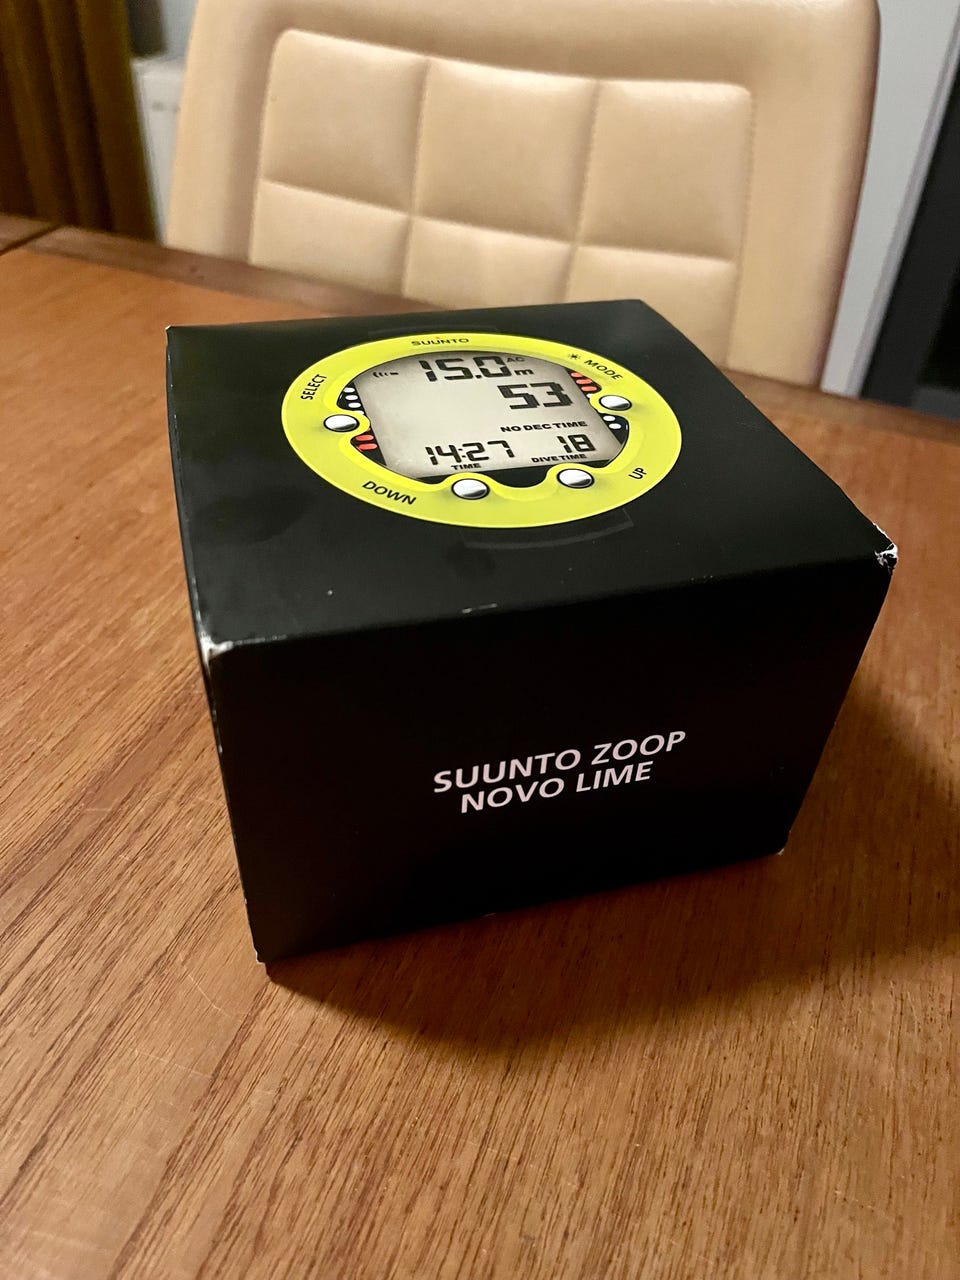 SUUNTO
SELECT
MODE
15.0 m AC
53
NO DEC TIME
14:27 18
TIME DIVE TIME
DOWN
UP
SUUNTO ZOOP
NOVO LIME